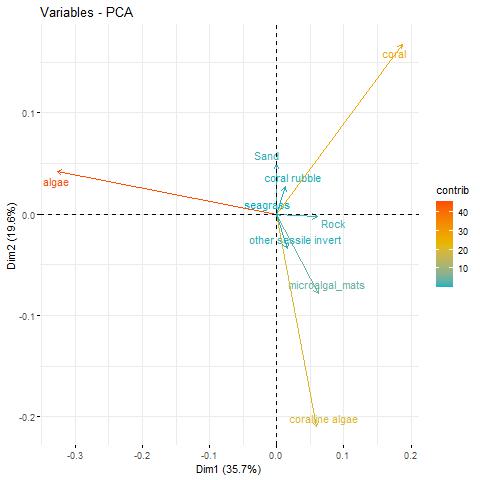 Variables - PCA
coral
0.1
Sand
coral rubble
algae
seagrass
0.0
Rock
other sessile invert
microalgal_mats
-0.1
coraline algae
-0.2
-0.3
-0.2
-0.1
0.0
0.1
0.2
Dim1 (35.7%)
Dim2 (19.6%)
contrib
40
30
20
10